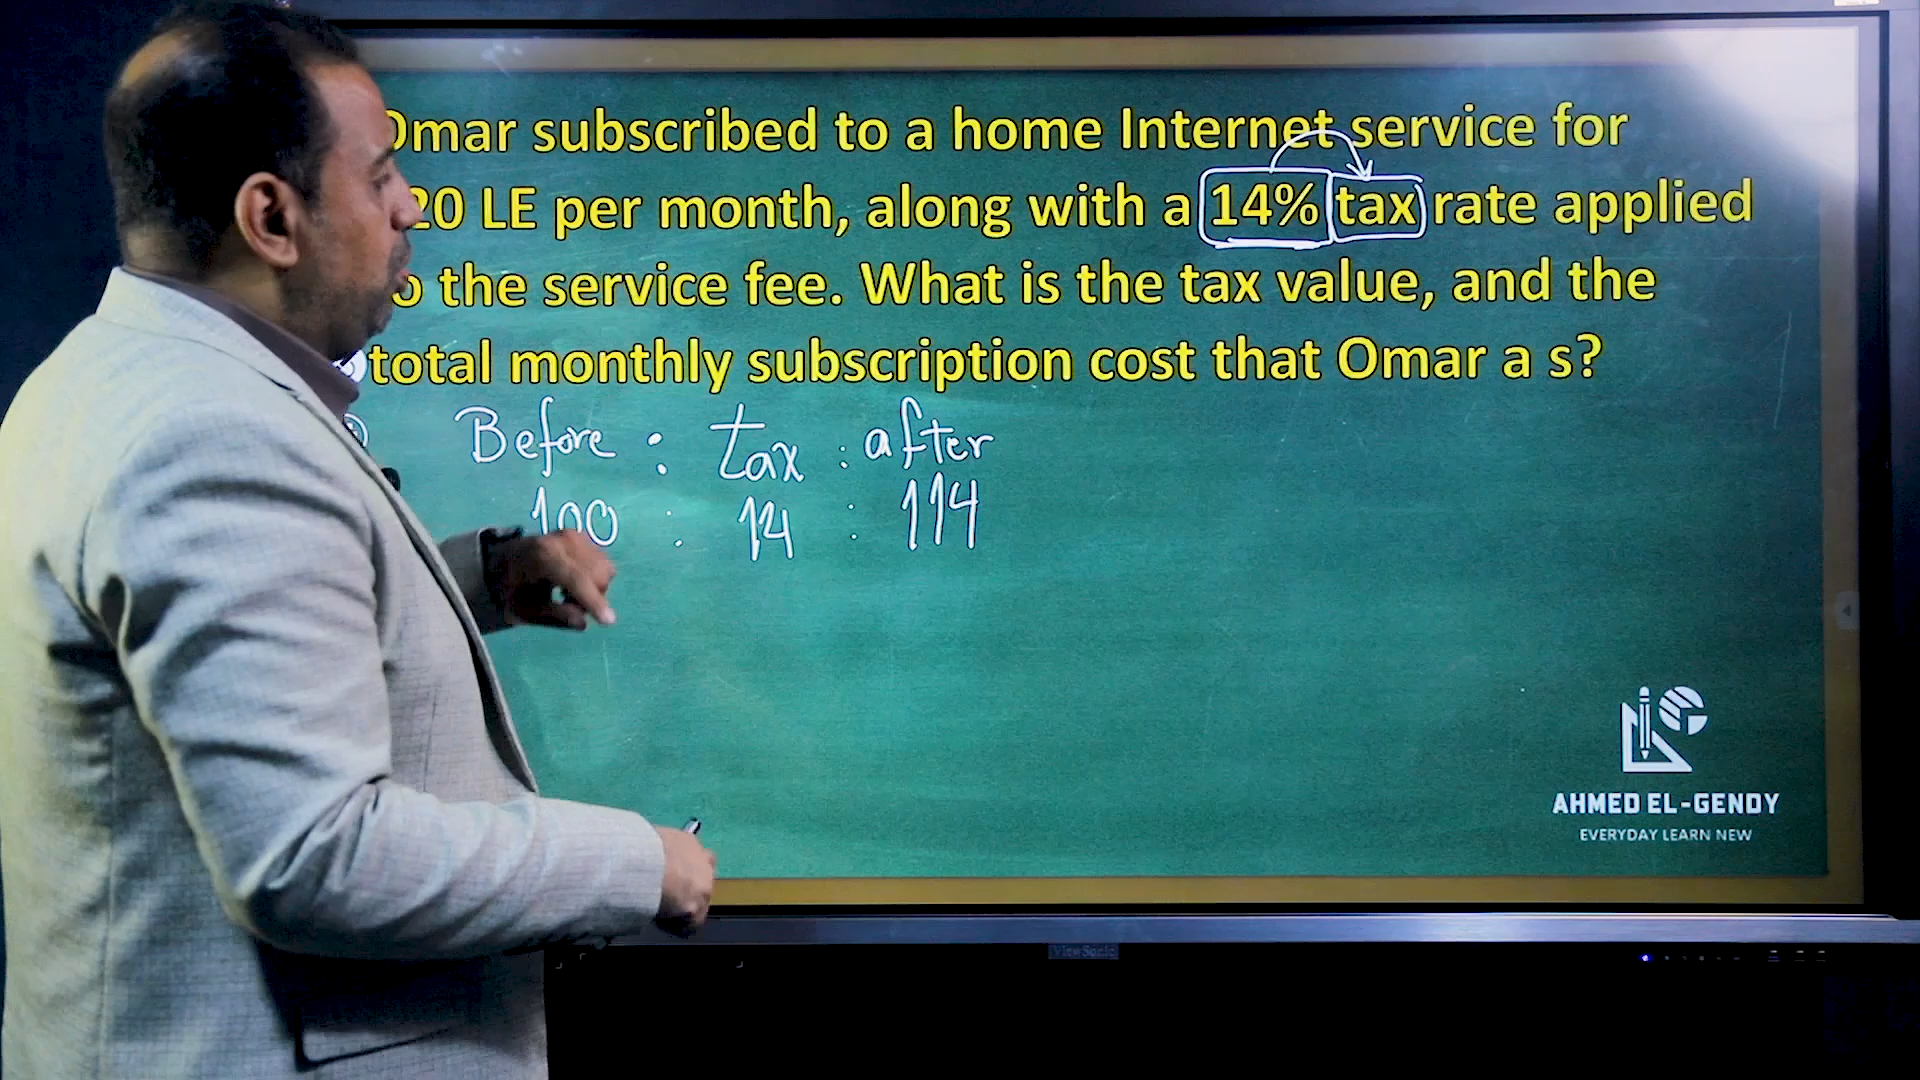 Omar subscribed to a home Internet service for
20 LE per month, along with a 14% tax rate applied
o the service fee. What is the tax value, and the
total monthly subscription cost that Omar a s?
Before : tax : after
100 : 14 : 114
AHMED EL-GENDY
EVERYDAY LEARN NEW
ViewSonic